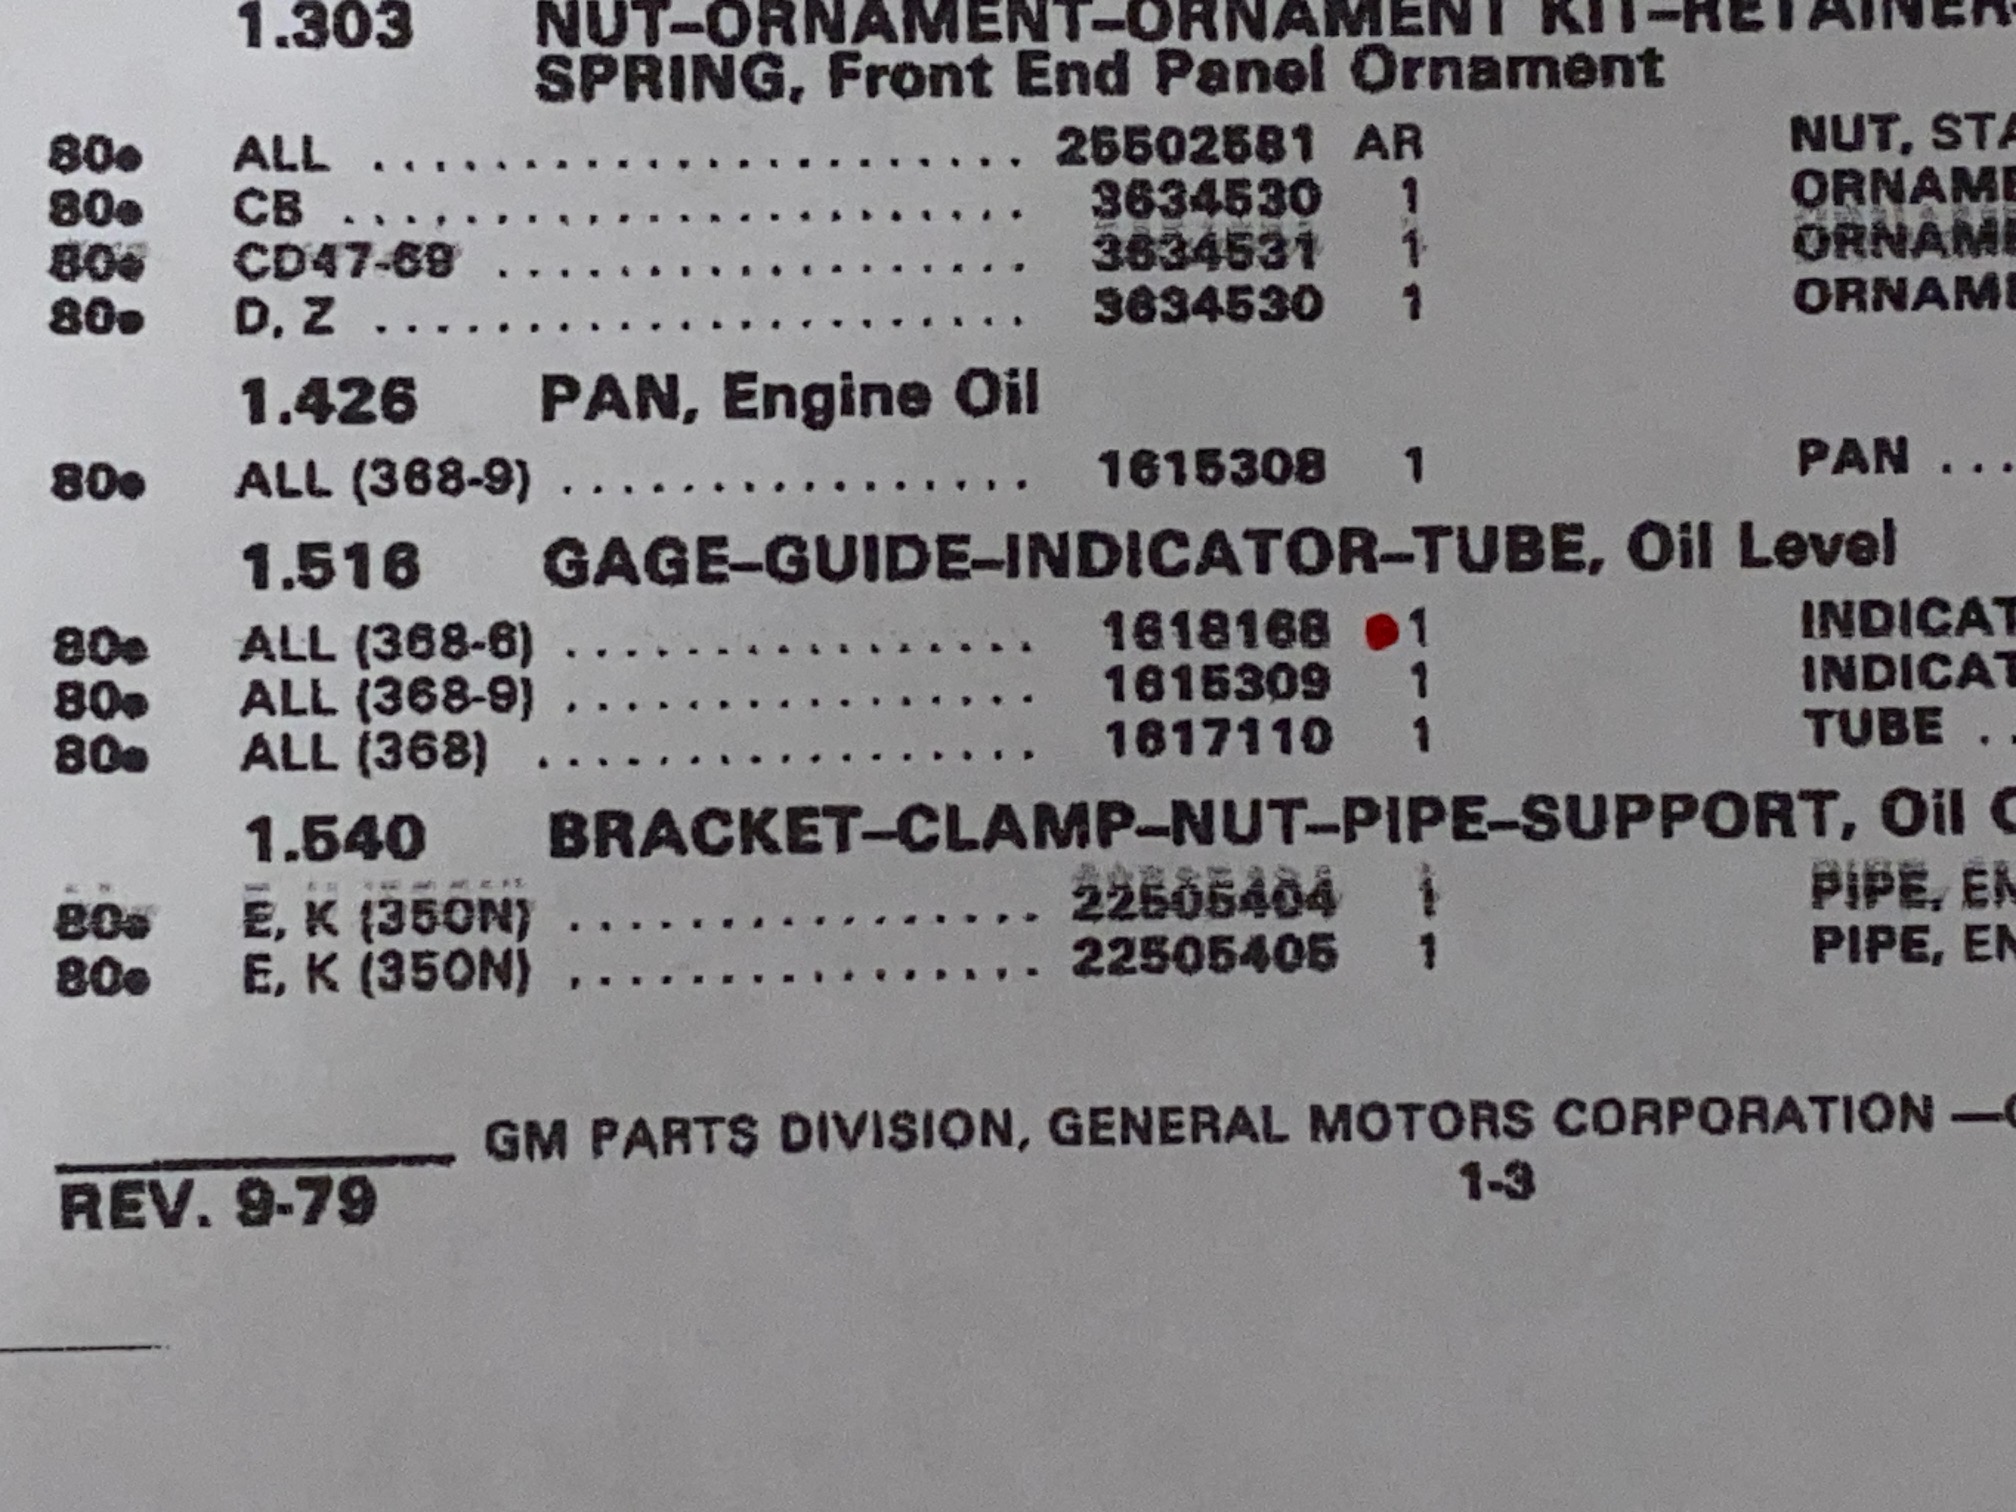 1.303 NUT–ORNAMENT–ORNAMENT KIT–RETAINER
SPRING, Front End Panel Ornament
80● ALL ...................... 25502581 AR NUT, STA
80● CB ....................... 3634530 1 ORNAME
80● CD47-69 .................. 3634531 1 ORNAME
80● D, Z ..................... 3634530 1 ORNAME
1.426 PAN, Engine Oil
80● ALL (368-9) ................ 1615308 1 PAN ...
1.516 GAGE–GUIDE–INDICATOR–TUBE, Oil Level
80● ALL (368-6) ................ 1618168 1 INDICAT
80● ALL (368-9) ................ 1615309 1 INDICAT
80● ALL (368) ................. 1617110 1 TUBE ..
1.540 BRACKET–CLAMP–NUT–PIPE–SUPPORT, Oil
80● E, K (350N) ................ 22505404 1 PIPE, EN
80● E, K (350N) ................ 22505405 1 PIPE, EN
GM PARTS DIVISION, GENERAL MOTORS CORPORATION —
REV. 9-79
1-3